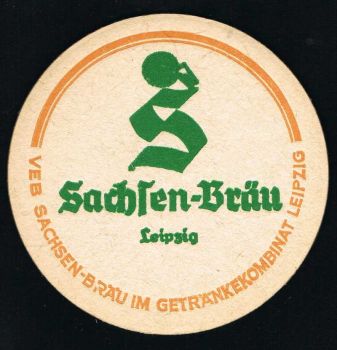 S
Sachsen-Bräu
Leipzig
VEB SACHSEN-BRÄU IM GETRÄNKEKOMBINAT LEIPZIG